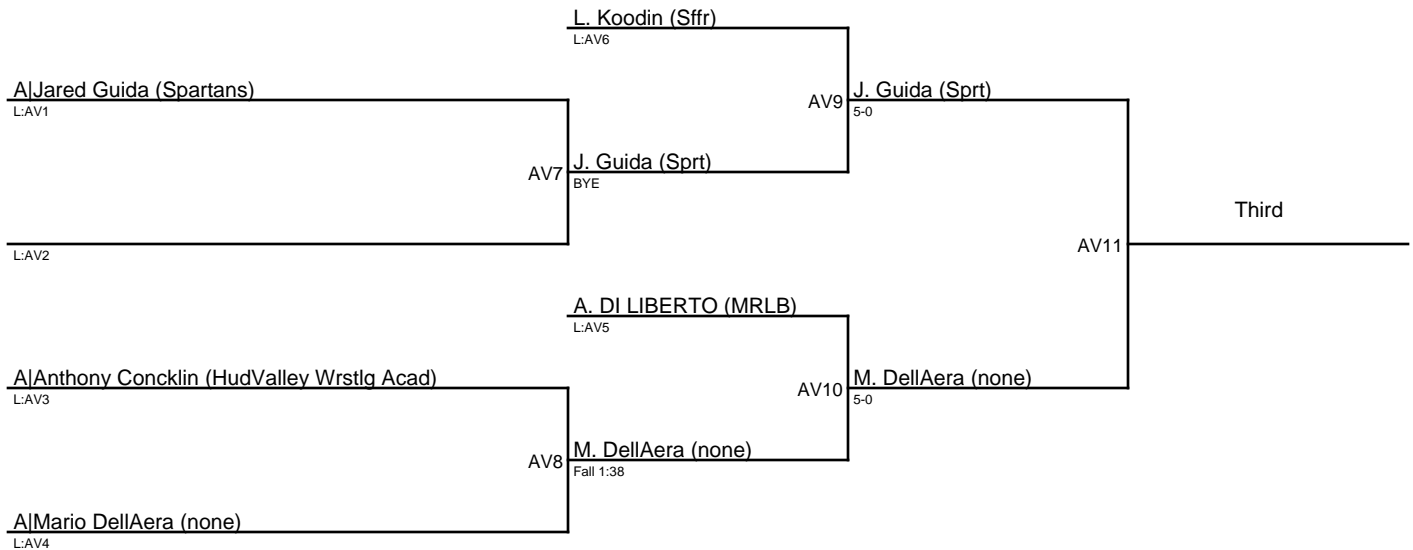 L. Koodin (Sffr)
L:AV6
A|Jared Guida (Spartans)
L:AV1
AV9
J. Guida (Sprt)
5-0
AV7
J. Guida (Sprt)
BYE
Third
L:AV2
AV11
A. DI LIBERTO (MRLB)
L:AV5
A|Anthony Concklin (HudValley Wrstlg Acad)
L:AV3
AV10
M. DellAera (none)
5-0
AV8
M. DellAera (none)
Fall 1:38
A|Mario DellAera (none)
L:AV4